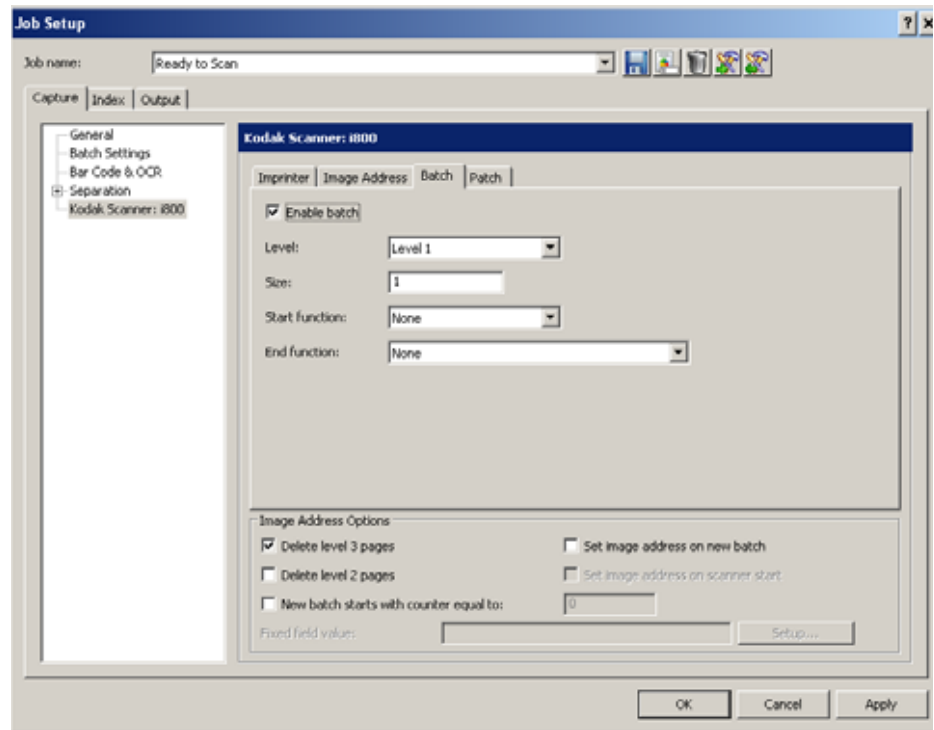 Job Setup
Job name: Ready to Scan
Capture Index Output
General
Batch Settings
Bar Code & OCR
Separation
Kodak Scanner: i800
Kodak Scanner: i800
Imprinter Image Address Batch Patch
Enable batch
Level: Level 1
Size: 1
Start function: None
End function: None
Image Address Options
Delete level 3 pages Set image address on new batch
Delete level 2 pages Set image address on scanner start
New batch starts with counter equal to: 0
Fixed field value: Setup...
OK Cancel Apply